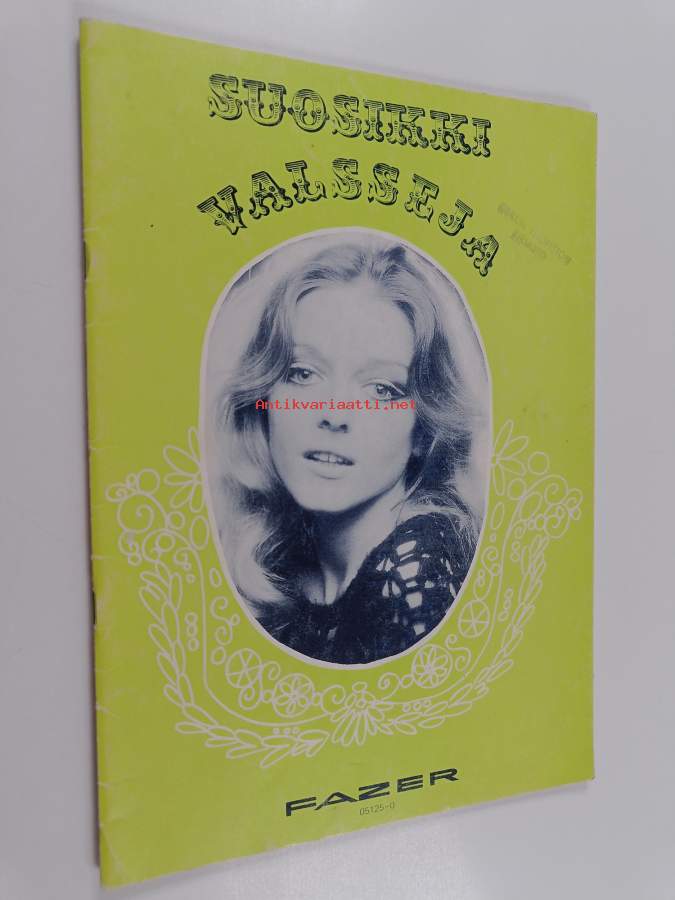 SUOSIKKI
VALSSEJA
Antikvariaatti.net
FAZER
05125-0